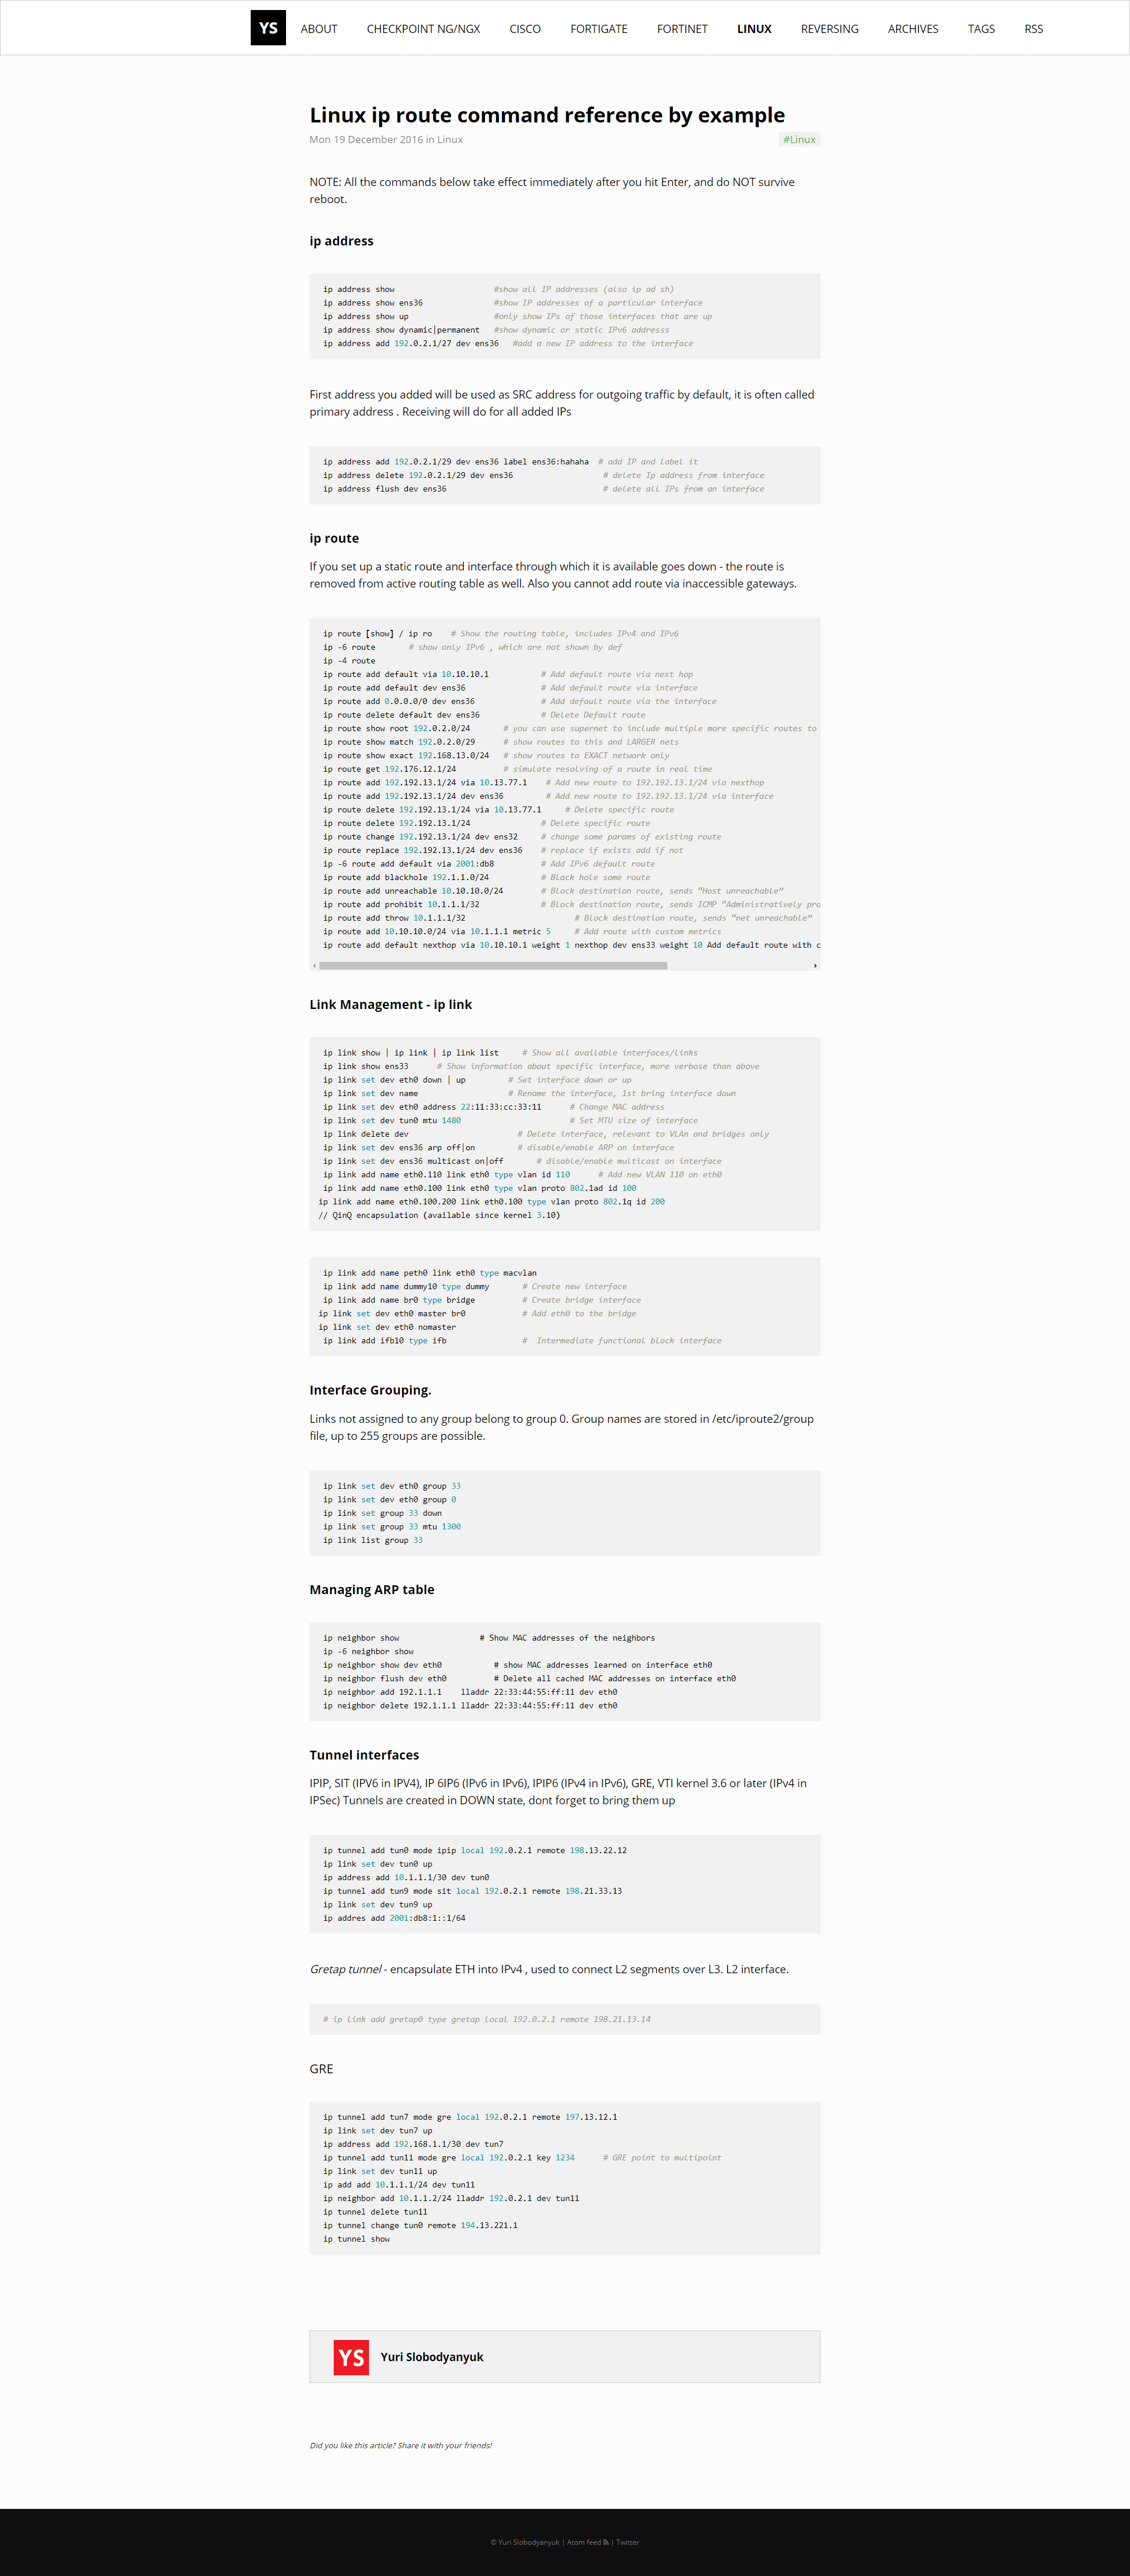 YS ABOUT CHECKPOINT NG/NGX CISCO FORTIGATE FORTINET LINUX REVERSING ARCHIVES TAGS RSS
Linux ip route command reference by example
Mon 19 December 2016 in Linux #Linux
NOTE: All the commands below take effect immediately after you hit Enter, and do NOT survive
reboot.
ip address
ip address show #show all IP addresses (also ip ad sh)
ip address show ens36 #show IP addresses of a particular interface
ip address show up #only show IPs of those interfaces that are up
ip address show dynamic|permanent #show dynamic or static IPv6 addresss
ip address add 192.0.2.1/27 dev ens36 #add a new IP address to the interface
First address you added will be used as SRC address for outgoing traffic by default, it is often called
primary address . Receiving will do for all added IPs
ip address add 192.0.2.1/29 dev ens36 label ens36:hahaha # add IP and label it
ip address delete 192.0.2.1/29 dev ens36 # delete Ip address from interface
ip address flush dev ens36 # delete all IPs from an interface
ip route
If you set up a static route and interface through which it is available goes down - the route is
removed from active routing table as well. Also you cannot add route via inaccessible gateways.
ip route [show] / ip ro # Show the routing table, includes IPv4 and IPv6
ip -6 route # show only IPv6 , which are not shown by def
ip -4 route
ip route add default via 10.10.10.1 # Add default route via next hop
ip route add default dev ens36 # Add default route via interface
ip route add 0.0.0.0/0 dev ens36 # Add default route via the interface
ip route delete default dev ens36 # Delete Default route
ip route show root 192.0.2.0/24 # you can use supernet to include multiple more specific routes to
ip route show match 192.0.2.0/29 # show routes to this and LARGER nets
ip route show exact 192.168.13.0/24 # show routes to EXACT network only
ip route get 192.176.12.1/24 # simulate resolving of a route in real time
ip route add 192.192.13.1/24 via 10.13.77.1 # Add new route to 192.192.13.1/24 via nexthop
ip route add 192.192.13.1/24 dev ens36 # Add new route to 192.192.13.1/24 via interface
ip route delete 192.192.13.1/24 via 10.13.77.1 # Delete specific route
ip route delete 192.192.13.1/24 # Delete specific route
ip route change 192.192.13.1/24 dev ens32 # change some params of existing route
ip route replace 192.192.13.1/24 dev ens36 # replace if exists add if not
ip -6 route add default via 2001:db8 # Add IPv6 default route
ip route add blackhole 192.1.1.0/24 # Black hole some route
ip route add unreachable 10.10.10.0/24 # Block destination route, sends “Host unreachable”
ip route add prohibit 10.1.1.1/32 # Block destination route, sends ICMP “Administratively pro
ip route add throw 10.1.1.1/32 # Block destination route, sends “net unreachable”
ip route add 10.10.10.0/24 via 10.1.1.1 metric 5 # Add route with custom metrics
ip route add default nexthop via 10.10.10.1 weight 1 nexthop dev ens33 weight 10 Add default route with c
Link Management - ip link
ip link show | ip link | ip link list # Show all available interfaces/links
ip link show ens33 # Show information about specific interface, more verbose than above
ip link set dev eth0 down | up # Set interface down or up
ip link set dev name # Rename the interface, 1st bring interface down
ip link set dev eth0 address 22:11:33:cc:33:11 # Change MAC address
ip link set dev tun0 mtu 1480 # Set MTU size of interface
ip link delete dev # Delete interface, relevant to VLAn and bridges only
ip link set dev ens36 arp off|on # disable/enable ARP on interface
ip link set dev ens36 multicast on|off # disable/enable multicast on interface
ip link add name eth0.110 link eth0 type vlan id 110 # Add new VLAN 110 on eth0
ip link add name eth0.100 link eth0 type vlan proto 802.1ad id 100
ip link add name eth0.100.200 link eth0.100 type vlan proto 802.1q id 200
// QinQ encapsulation (available since kernel 3.10)
ip link add name peth0 link eth0 type macvlan
ip link add name dummy10 type dummy # Create new interface
ip link add name br0 type bridge # Create bridge interface
ip link set dev eth0 master br0 # Add eth0 to the bridge
ip link set dev eth0 nomaster
ip link add ifb10 type ifb # Intermediate functional block interface
Interface Grouping.
Links not assigned to any group belong to group 0. Group names are stored in /etc/iproute2/group
file, up to 255 groups are possible.
ip link set dev eth0 group 33
ip link set dev eth0 group 0
ip link set group 33 down
ip link set group 33 mtu 1300
ip link list group 33
Managing ARP table
ip neighbor show # Show MAC addresses of the neighbors
ip -6 neighbor show
ip neighbor show dev eth0 # show MAC addresses learned on interface eth0
ip neighbor flush dev eth0 # Delete all cached MAC addresses on interface eth0
ip neighbor add 192.1.1.1 lladdr 22:33:44:55:ff:11 dev eth0
ip neighbor delete 192.1.1.1 lladdr 22:33:44:55:ff:11 dev eth0
Tunnel interfaces
IPIP, SIT (IPV6 in IPV4), IP 6IP6 (IPv6 in IPv6), IPIP6 (IPv4 in IPv6), GRE, VTI kernel 3.6 or later (IPv4 in
IPSec) Tunnels are created in DOWN state, dont forget to bring them up
ip tunnel add tun0 mode ipip local 192.0.2.1 remote 198.13.22.12
ip link set dev tun0 up
ip address add 10.1.1.1/30 dev tun0
ip tunnel add tun9 mode sit local 192.0.2.1 remote 198.21.33.13
ip link set dev tun9 up
ip addres add 2001:db8:1::1/64
Gretap tunnel - encapsulate ETH into IPv4 , used to connect L2 segments over L3. L2 interface.
# ip link add gretap0 type gretap local 192.0.2.1 remote 198.21.13.14
GRE
ip tunnel add tun7 mode gre local 192.0.2.1 remote 197.13.12.1
ip link set dev tun7 up
ip address add 192.168.1.1/30 dev tun7
ip tunnel add tun11 mode gre local 192.0.2.1 key 1234 # GRE point to multipoint
ip link set dev tun11 up
ip add add 10.1.1.1/24 dev tun11
ip neighbor add 10.1.1.2/24 lladdr 192.0.2.1 dev tun11
ip tunnel delete tun11
ip tunnel change tun0 remote 194.13.221.1
ip tunnel show
YS Yuri Slobodyanyuk
Did you like this article? Share it with your friends!
© Yuri Slobodyanyuk | Atom feed | Twitter